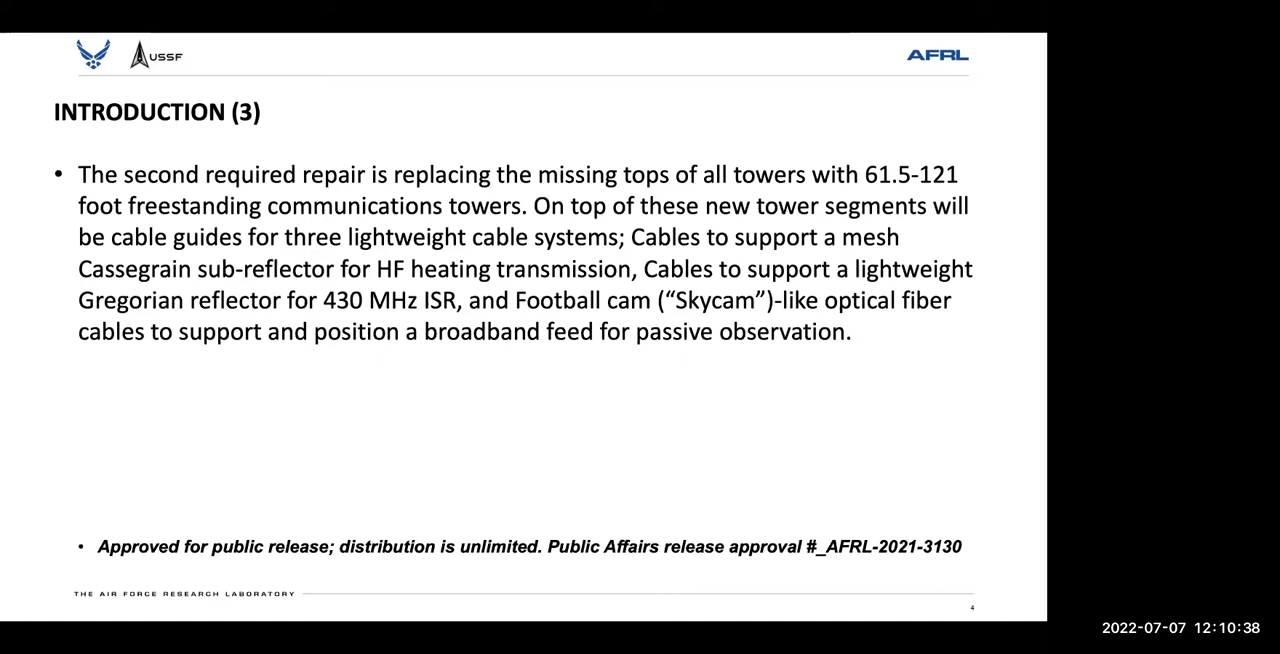 USSF
AFRL
INTRODUCTION (3)
• The second required repair is replacing the missing tops of all towers with 61.5-121
foot freestanding communications towers. On top of these new tower segments will
be cable guides for three lightweight cable systems; Cables to support a mesh
Cassegrain sub-reflector for HF heating transmission, Cables to support a lightweight
Gregorian reflector for 430 MHz ISR, and Football cam (“Skycam”)-like optical fiber
cables to support and position a broadband feed for passive observation.
• Approved for public release; distribution is unlimited. Public Affairs release approval #_AFRL-2021-3130
THE AIR FORCE RESEARCH LABORATORY
4
2022-07-07 12:10:38